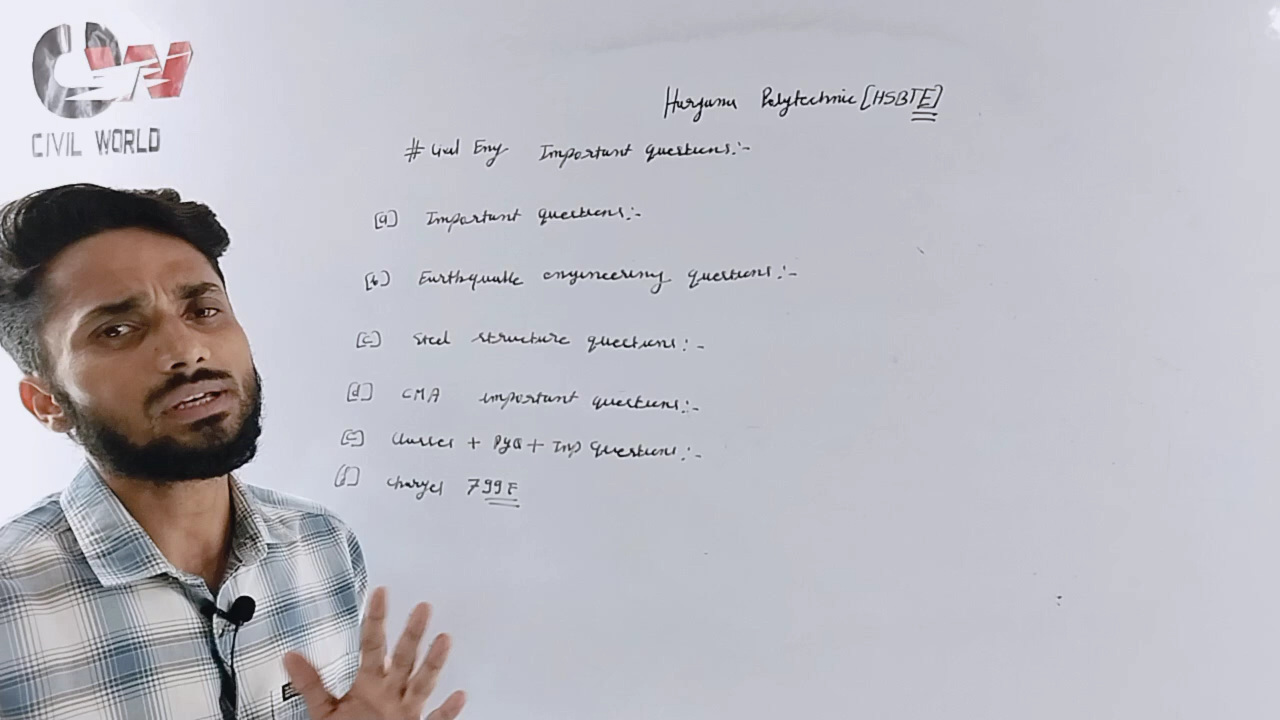 CW
CIVIL WORLD
Haryana Polytechnic [HSBTE]
# Civil Eng Important questions:-
[a] Important questions:-
[b] Earthquake engineering questions:-
[c] Steel structure questions:-
[d] CMA important questions:-
[e] classes + Pyq + Imp questions:-
[f] charges 799₹